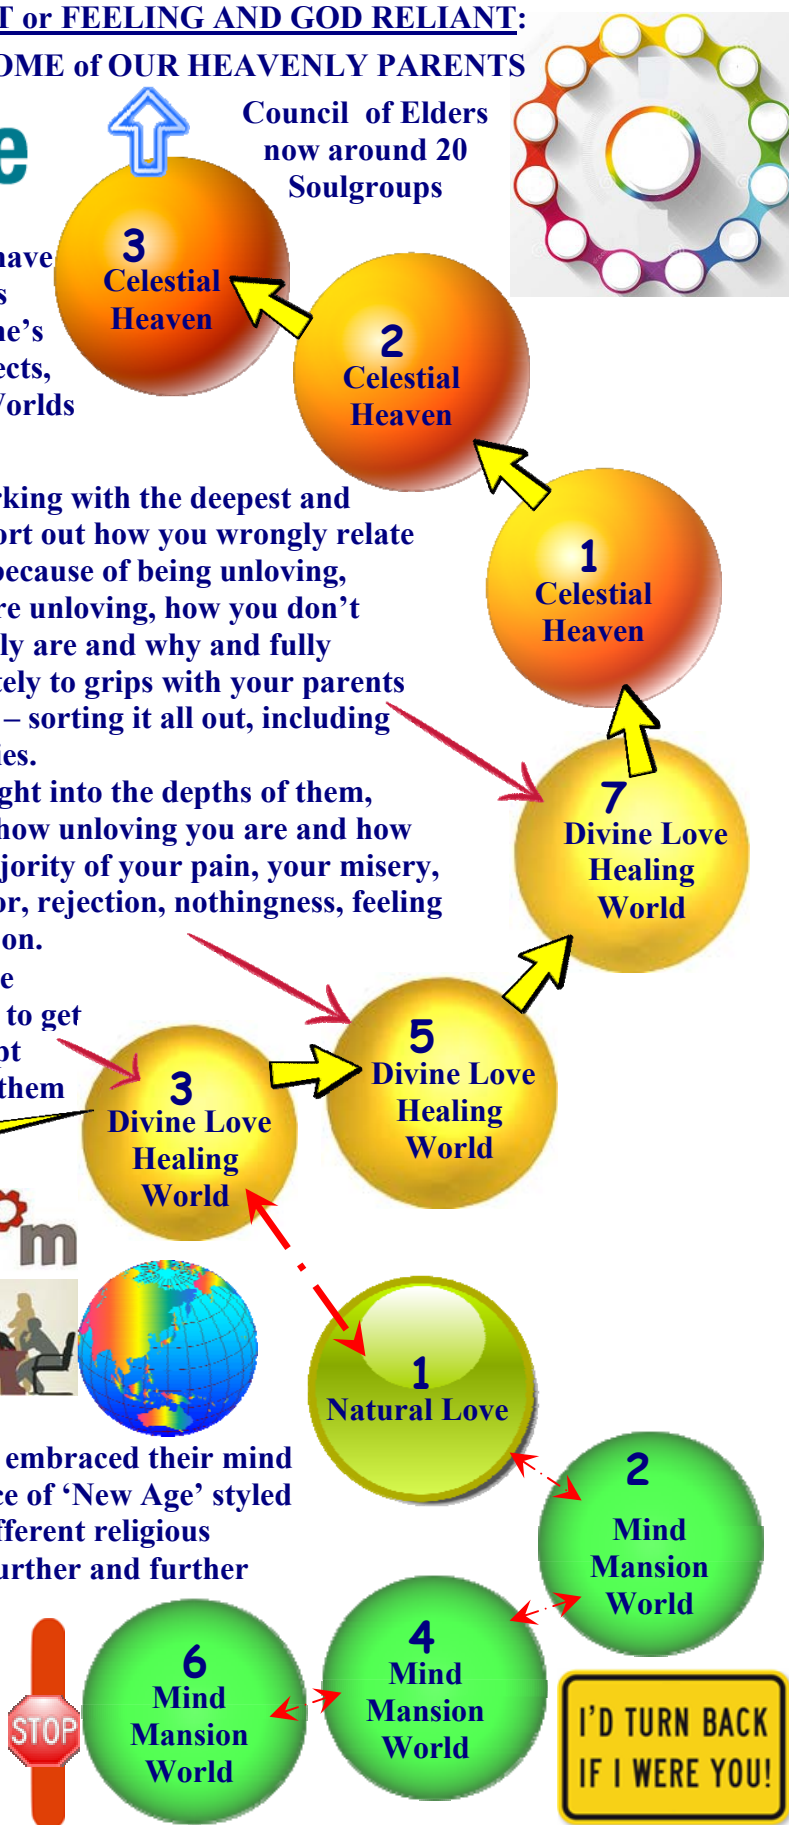 T or FEELING AND GOD RELIANT:
OME of OUR HEAVENLY PARENTS
Council of Elders
now around 20
Soulgroups
e
have
s
ne's
ects,
Worlds
3
Celestial
Heaven
2
Celestial
Heaven
rking with the deepest and
ort out how you wrongly relate
because of being unloving,
re unloving, how you don't
ly are and why and fully
tely to grips with your parents
– sorting it all out, including
ies.
1
Celestial
Heaven
ght into the depths of them,
how unloving you are and how
jority of your pain, your misery,
or, rejection, nothingness, feeling
on.
7
Divine Love
Healing
World
e
to get
pt
them
3
Divine Love
Healing
World
5
Divine Love
Healing
World
m
1
Natural Love
embraced their mind
ce of 'New Age' styled
fferent religious
urther and further
2
Mind
Mansion
World
4
Mind
Mansion
World
6
Mind
Mansion
World
STOP
I'D TURN BACK
IF I WERE YOU!